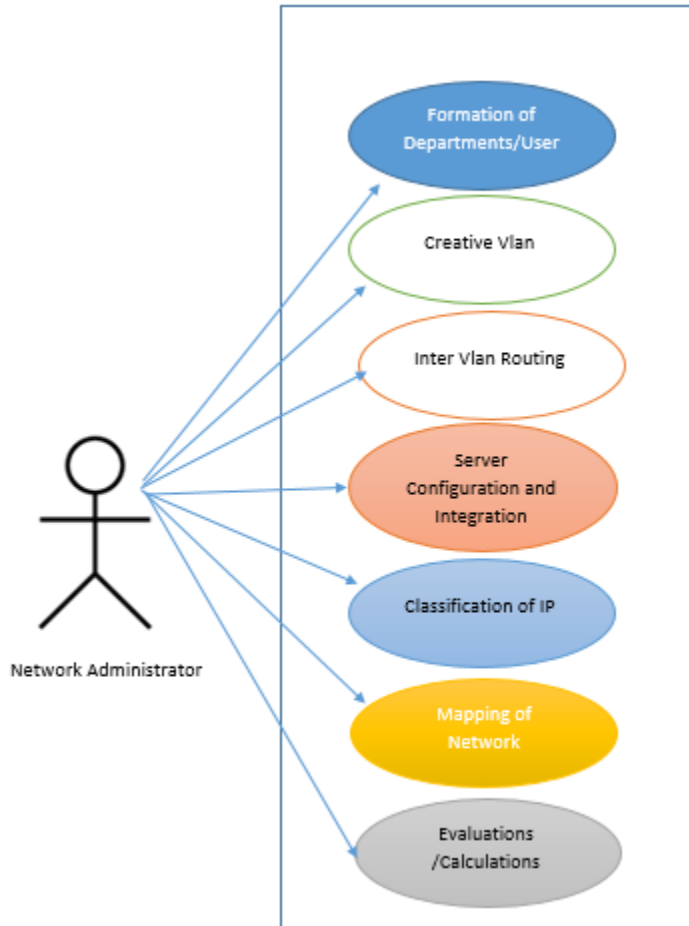 Formation of
Departments/User
Creative Vlan
Inter Vlan Routing
Server
Configuration and
Integration
Classification of IP
Network Administrator
Mapping of
Network
Evaluations
/Calculations